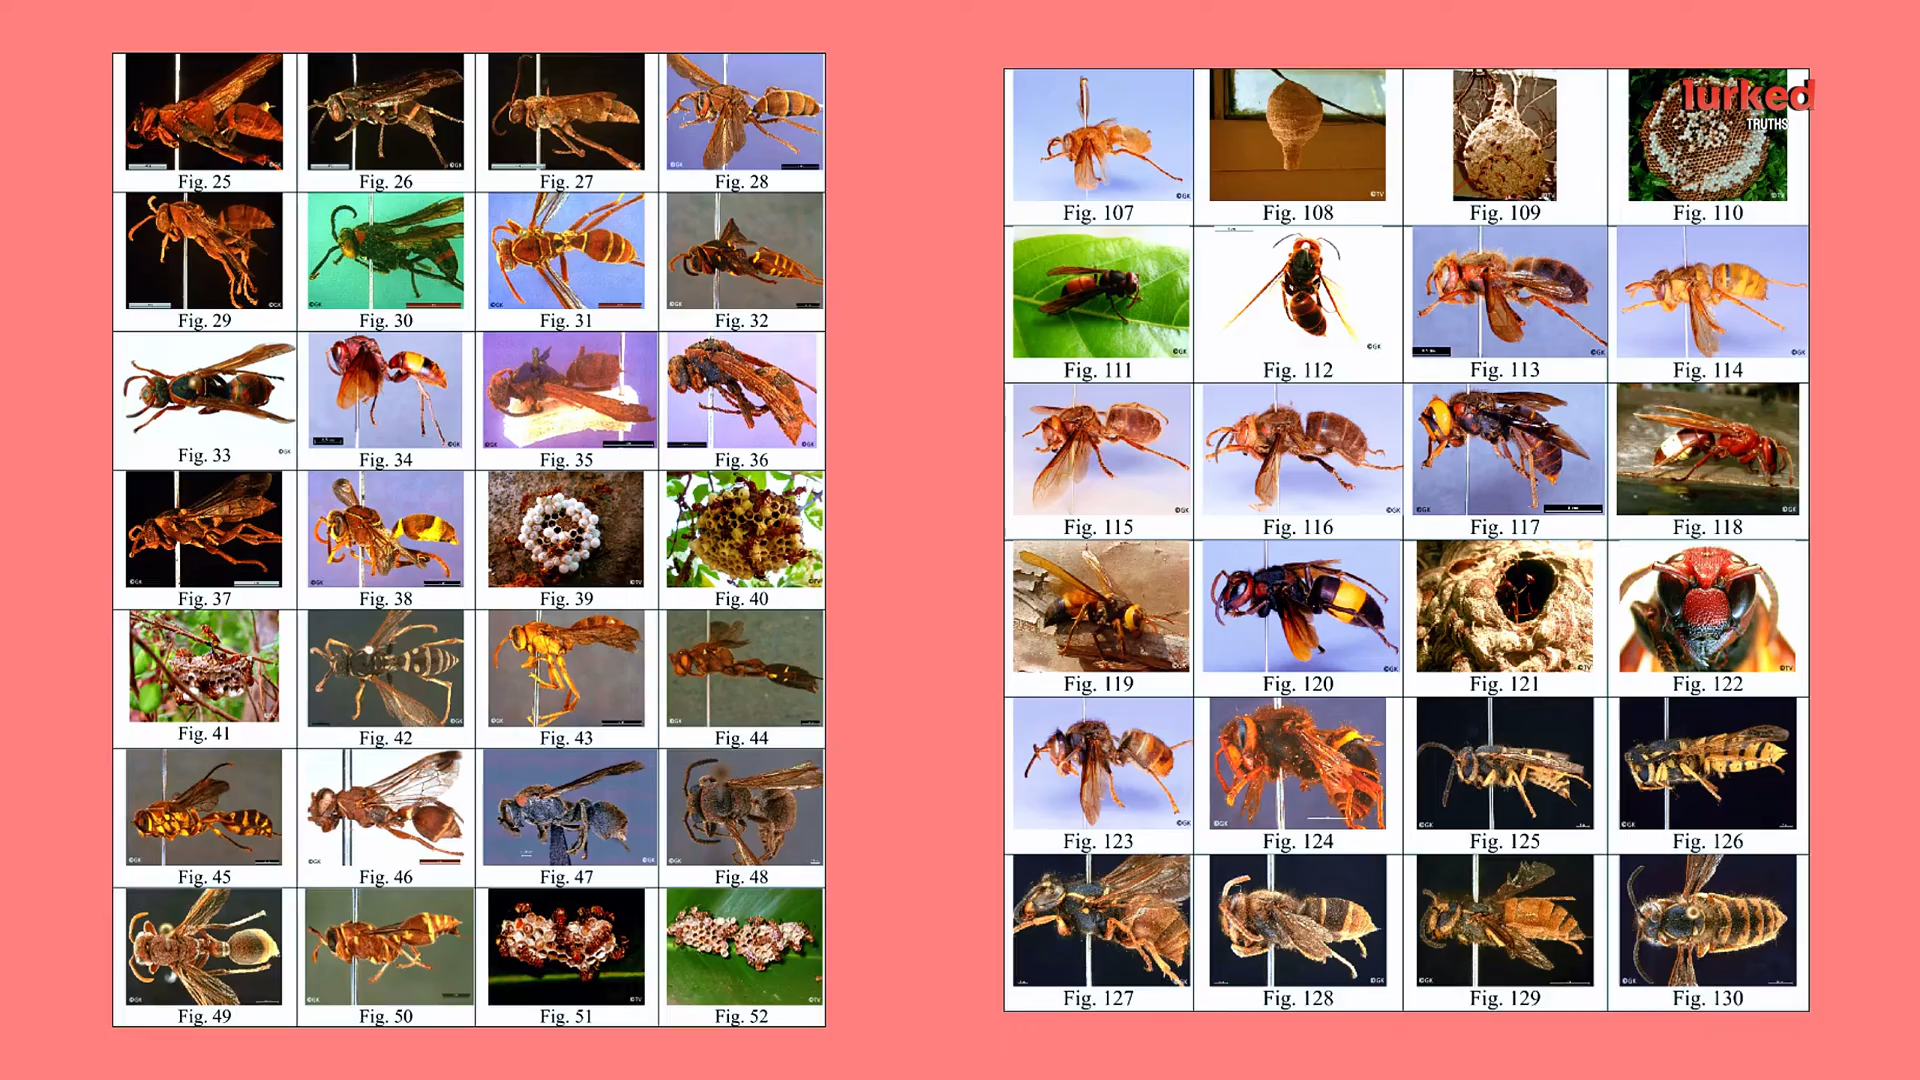 Fig. 25 Fig. 26 Fig. 27 Fig. 28
Fig. 29 Fig. 30 Fig. 31 Fig. 32
Fig. 33 Fig. 34 Fig. 35 Fig. 36
Fig. 37 Fig. 38 Fig. 39 Fig. 40
Fig. 41 Fig. 42 Fig. 43 Fig. 44
Fig. 45 Fig. 46 Fig. 47 Fig. 48
Fig. 49 Fig. 50 Fig. 51 Fig. 52
Turked
TRUTHS
Fig. 107 Fig. 108 Fig. 109 Fig. 110
Fig. 111 Fig. 112 Fig. 113 Fig. 114
Fig. 115 Fig. 116 Fig. 117 Fig. 118
Fig. 119 Fig. 120 Fig. 121 Fig. 122
Fig. 123 Fig. 124 Fig. 125 Fig. 126
Fig. 127 Fig. 128 Fig. 129 Fig. 130